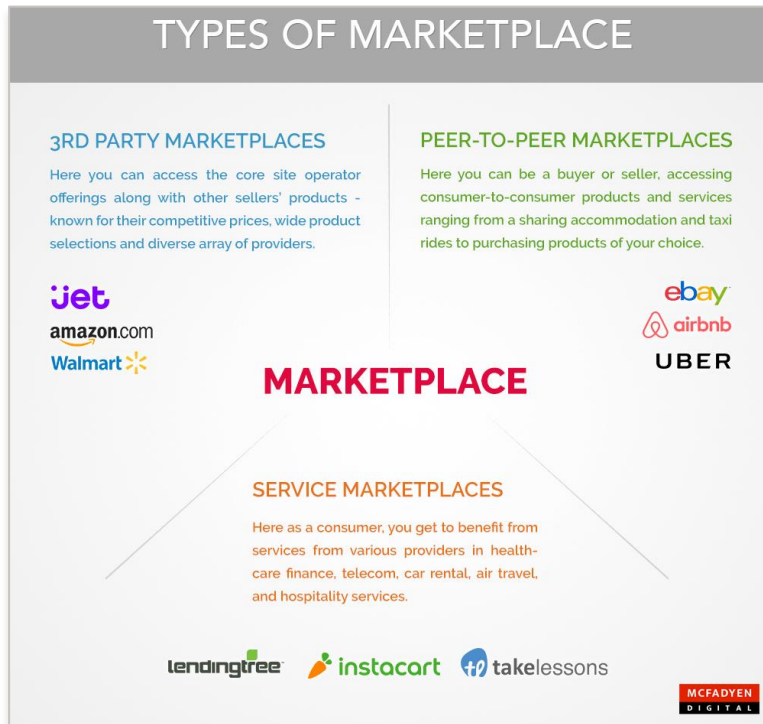 TYPES OF MARKETPLACE
3RD PARTY MARKETPLACES
Here you can access the core site operator
offerings along with other sellers' products -
known for their competitive prices, wide product
selections and diverse array of providers.
jet
amazon.com
Walmart
PEER-TO-PEER MARKETPLACES
Here you can be a buyer or seller, accessing
consumer-to-consumer products and services
ranging from a sharing accommodation and taxi
rides to purchasing products of your choice.
ebay
airbnb
UBER
MARKETPLACE
SERVICE MARKETPLACES
Here as a consumer, you get to benefit from
services from various providers in health-
care finance, telecom, car rental, air travel,
and hospitality services.
lendingtree
instacart
tl takelessons
MCFADYEN
DIGITAL